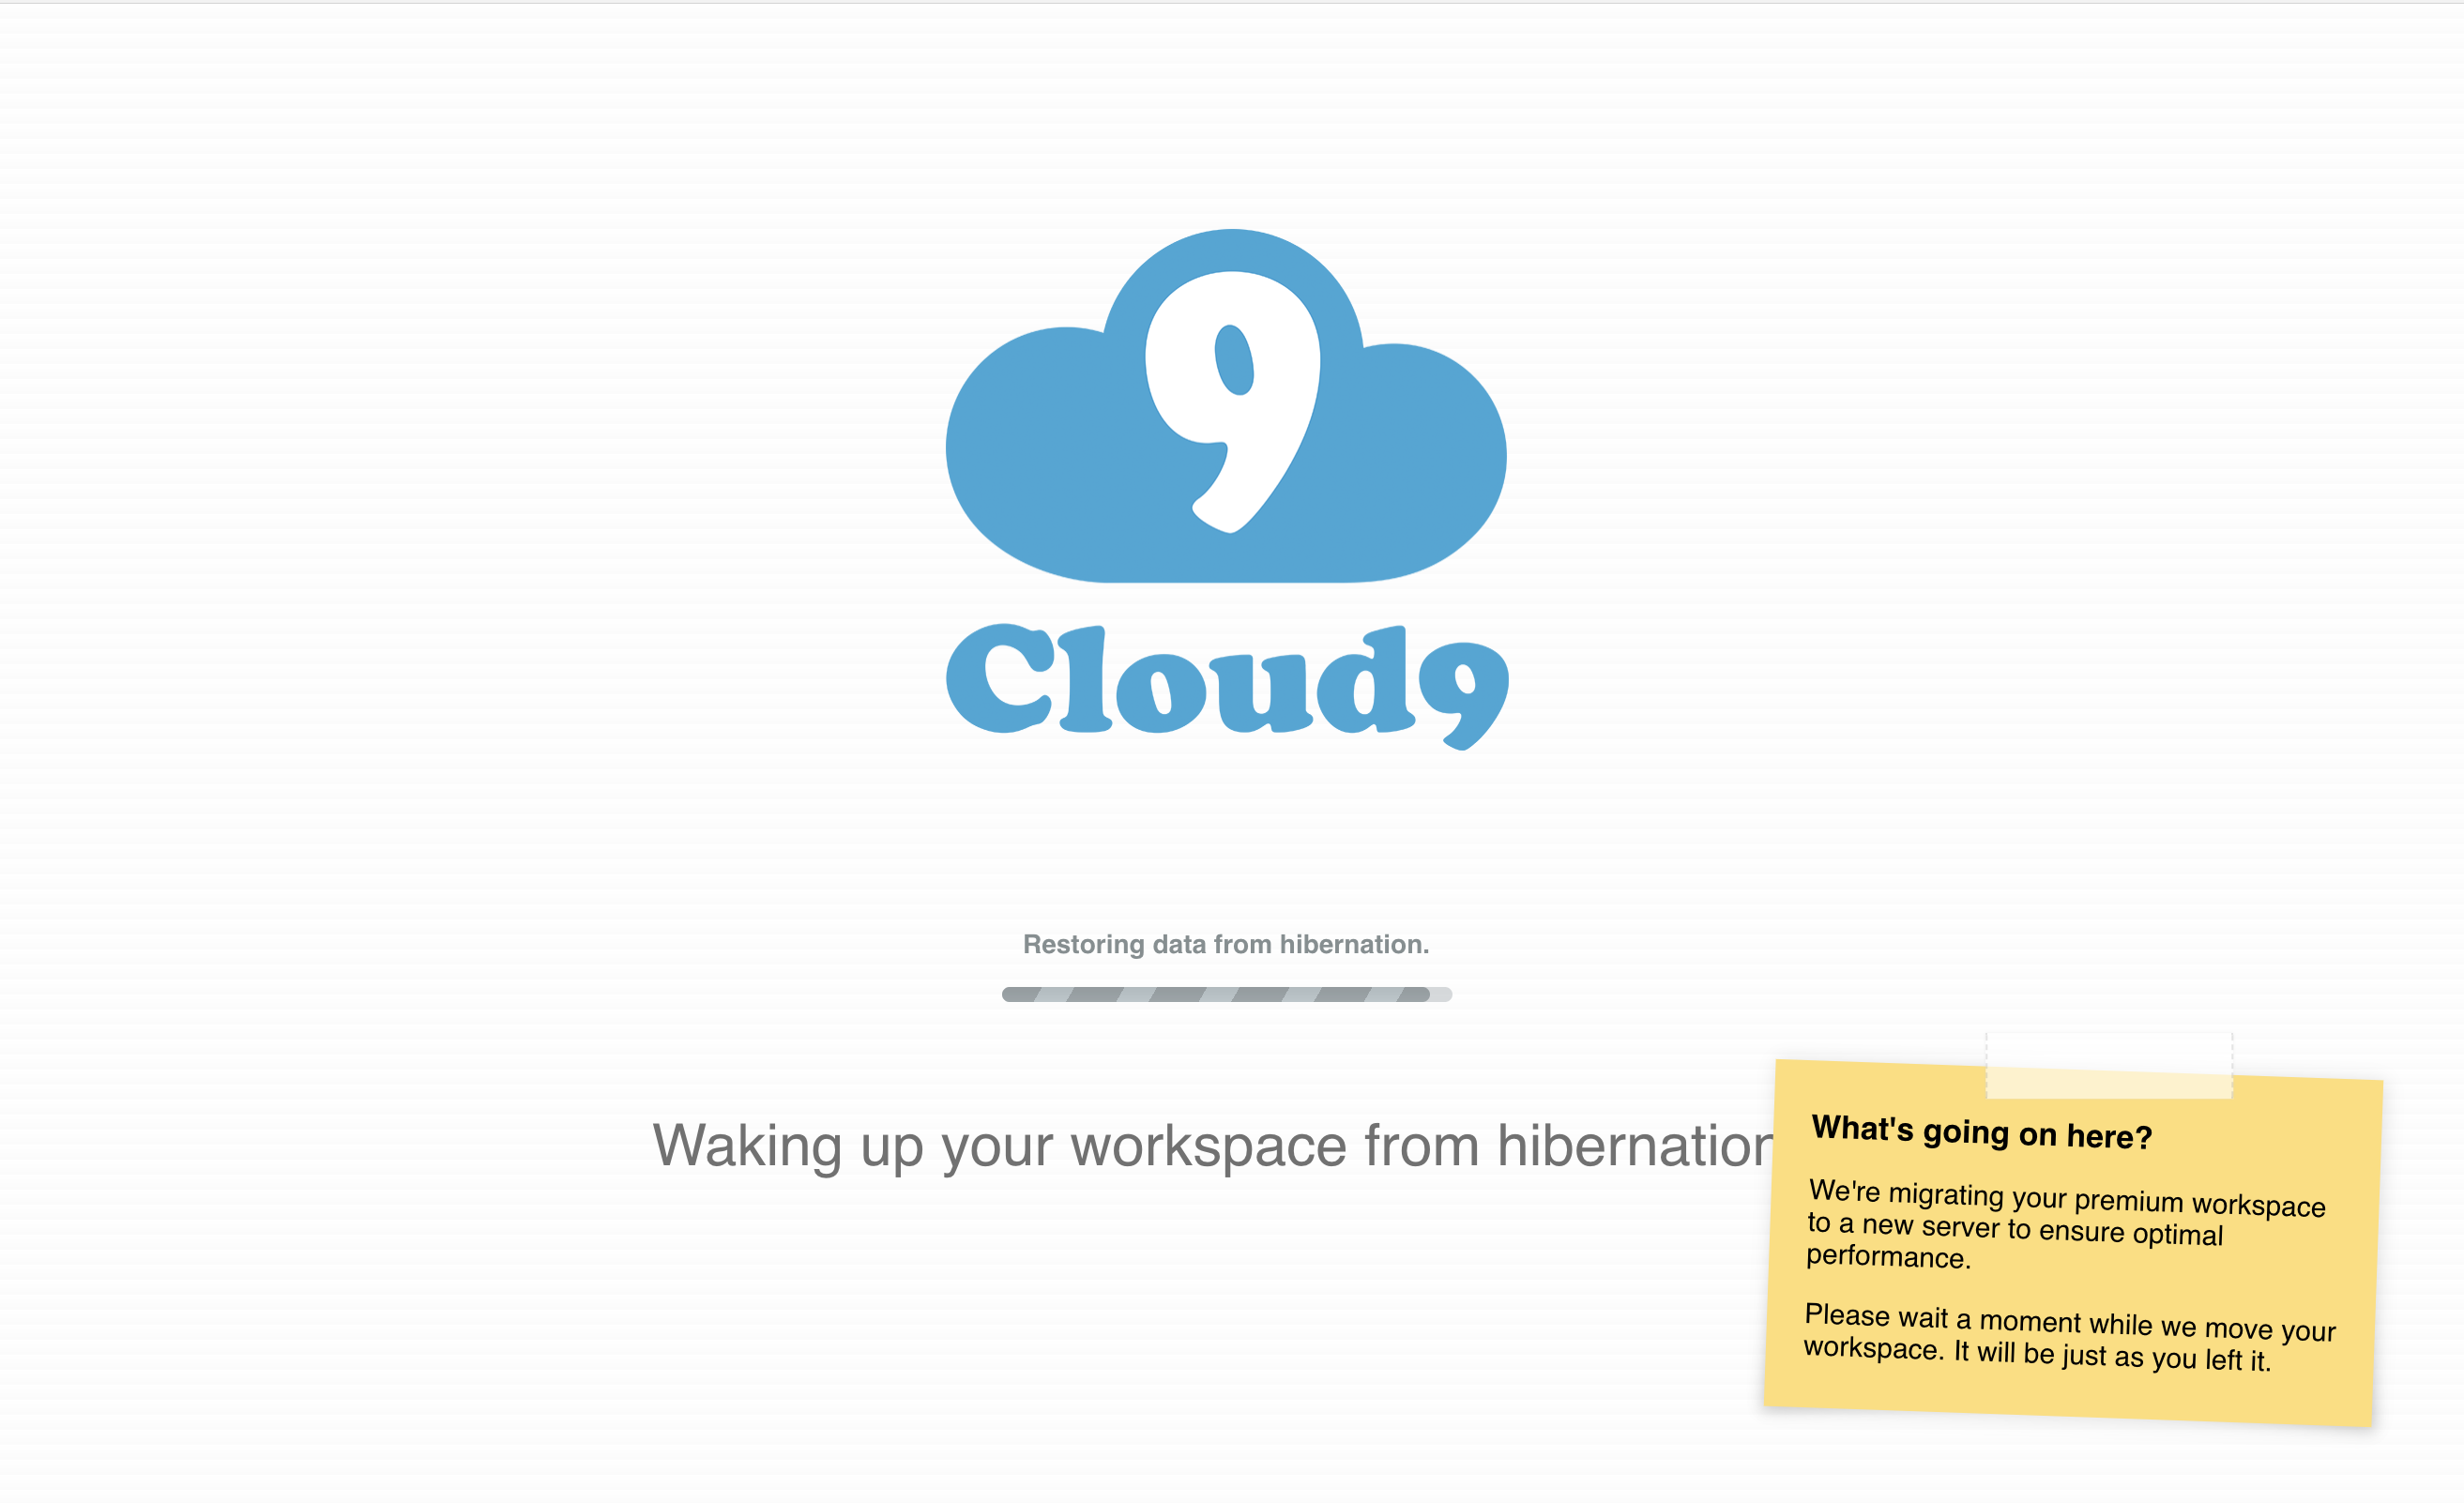 9
Cloud9
Restoring data from hibernation.
Waking up your workspace from hibernation
What's going on here?
We're migrating your premium workspace
to a new server to ensure optimal
performance.
Please wait a moment while we move your
workspace. It will be just as you left it.